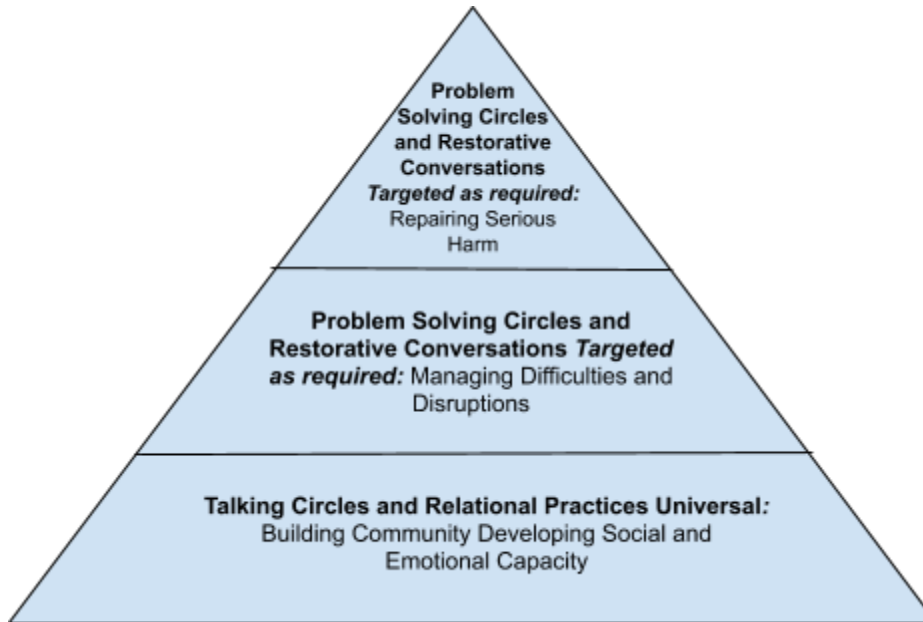 Problem
Solving Circles
and Restorative
Conversations
Targeted as required:
Repairing Serious
Harm
Problem Solving Circles and
Restorative Conversations Targeted
as required: Managing Difficulties and
Disruptions
Talking Circles and Relational Practices Universal:
Building Community Developing Social and
Emotional Capacity